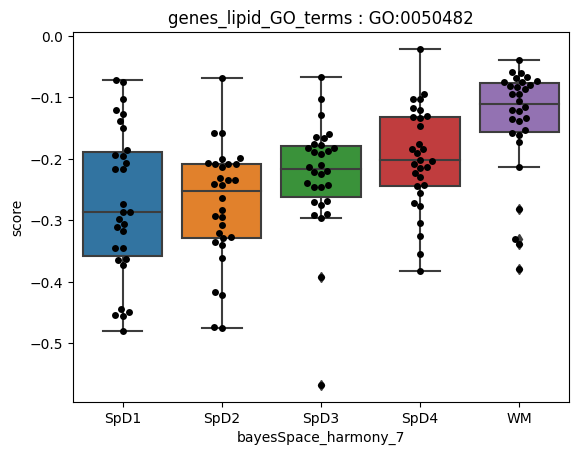 genes_lipid_GO_terms : GO:0050482
0.0
−0.1
−0.2
−0.3
−0.4
−0.5
score
SpD1 SpD2 SpD3 SpD4 WM
bayesSpace_harmony_7